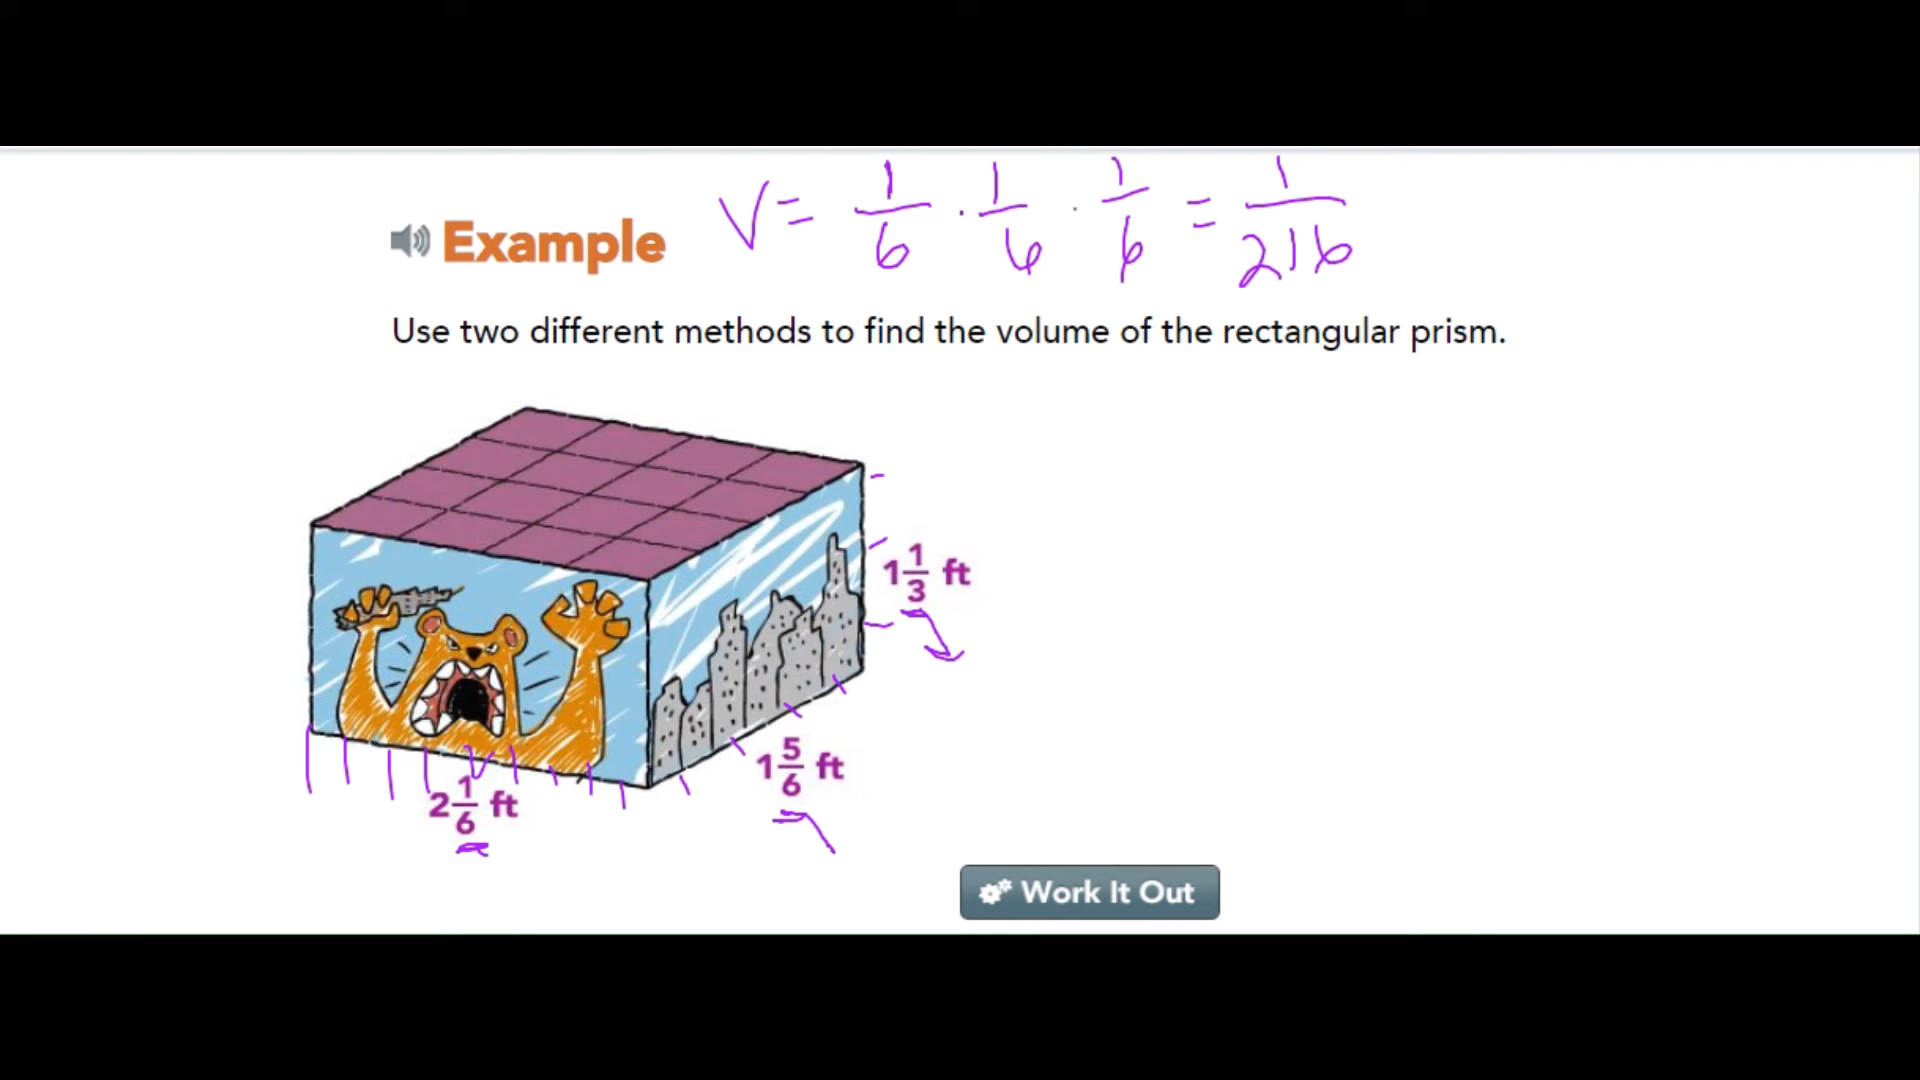 V = 1/6 · 1/6 · 1/6 = 1/216
Example
Use two different methods to find the volume of the rectangular prism.
1 1/3 ft
1 5/6 ft
2 1/6 ft
Work It Out